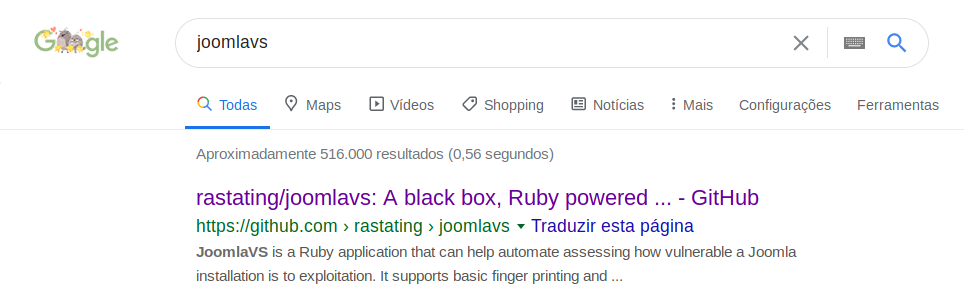 Google
joomlavs
Todas Maps Vídeos Shopping Notícias Mais Configurações Ferramentas
Aproximadamente 516.000 resultados (0,56 segundos)
rastating/joomlavs: A black box, Ruby powered ... - GitHub
https://github.com › rastating › joomlavs Traduzir esta página
JoomlaVS is a Ruby application that can help automate assessing how vulnerable a Joomla
installation is to exploitation. It supports basic finger printing and ...